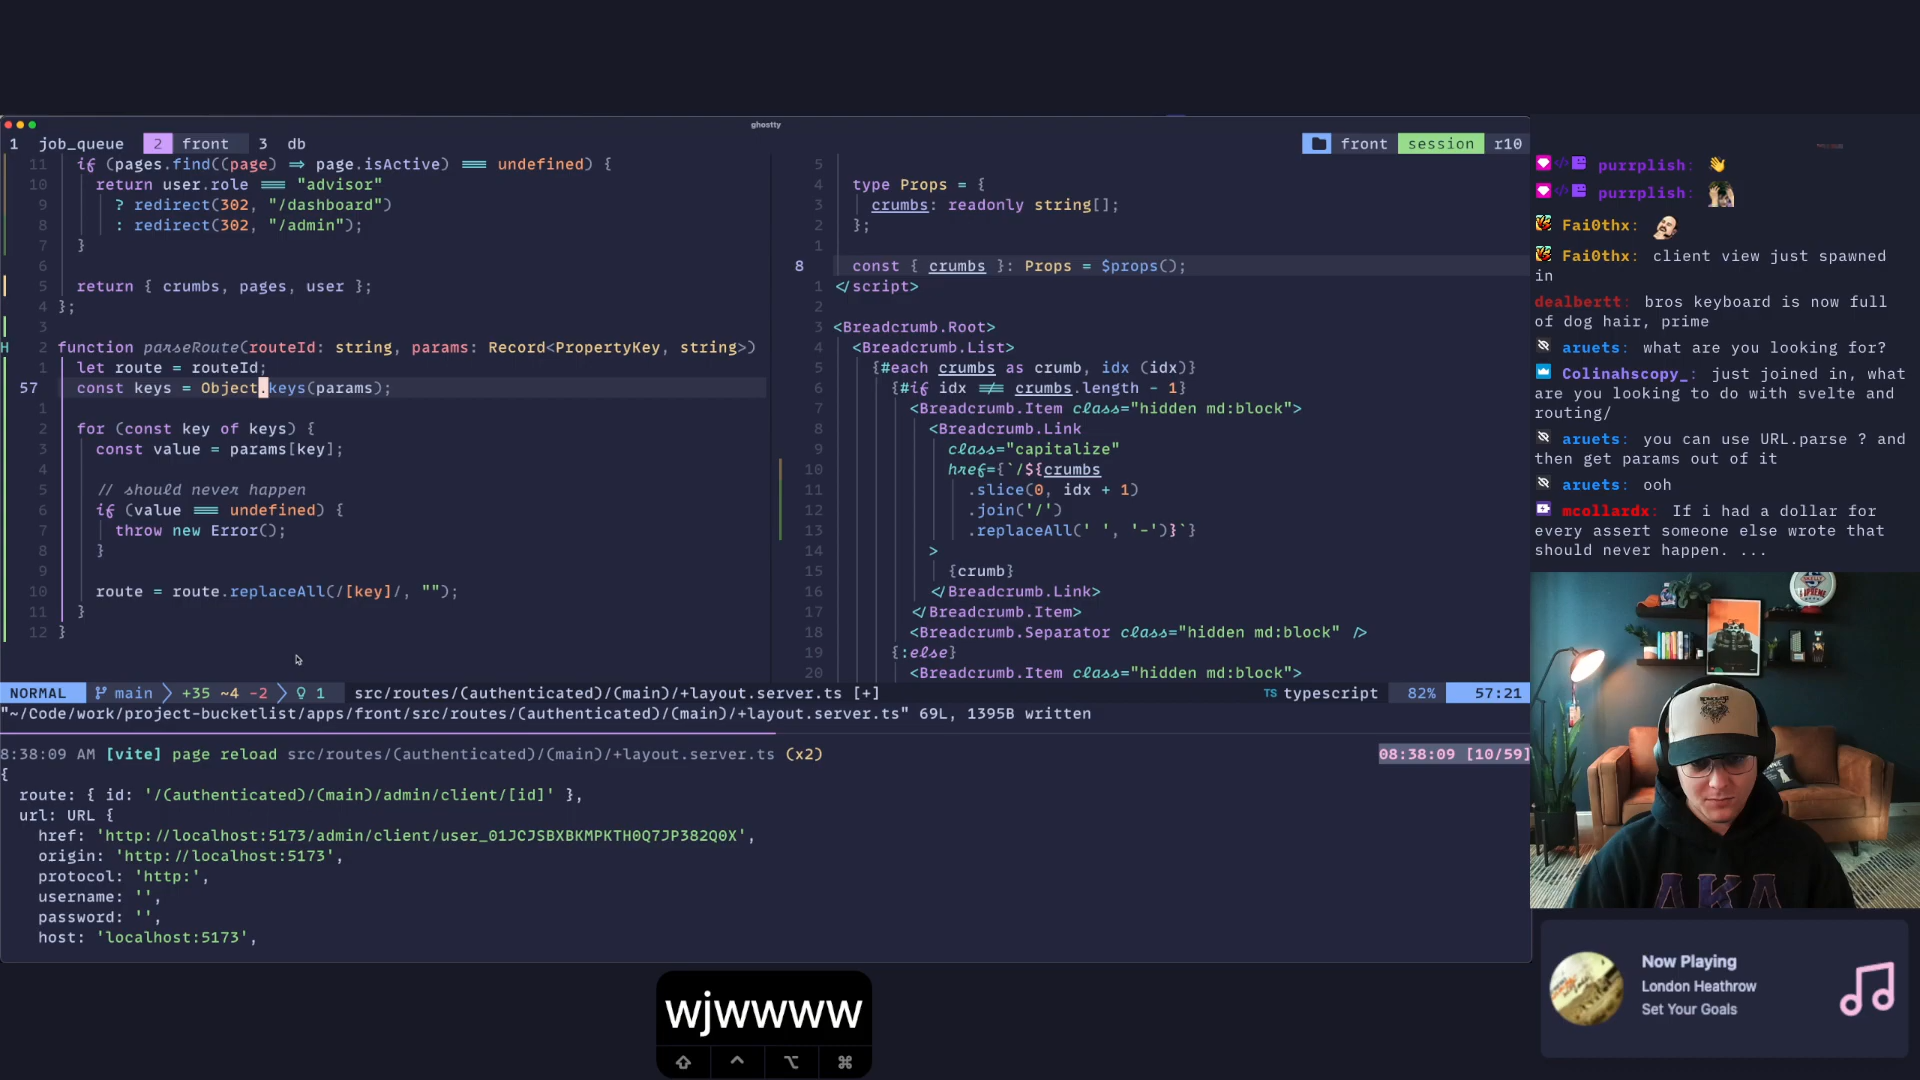 ghostty
1 job_queue 2 front 3 db
front session r10
11 if (pages.find((page) ⇒ page.isActive) === undefined) {
10 return user.role === "advisor"
9 ? redirect(302, "/dashboard")
8 : redirect(302, "/admin");
7 }
6
5 return { crumbs, pages, user };
4 };
3
H 2 function parseRoute(routeId: string, params: Record<PropertyKey, string>)
1 let route = routeId;
57 const keys = Object.keys(params);
1
2 for (const key of keys) {
3 const value = params[key];
4
5 // should never happen
6 if (value === undefined) {
7 throw new Error();
8 }
9
10 route = route.replaceAll(/[key]/, "");
11 }
12 }
5
4 type Props = {
3 crumbs: readonly string[];
2 };
1
8 const { crumbs }: Props = $props();
1 </script>
2
3 <Breadcrumb.Root>
4 <Breadcrumb.List>
5 {#each crumbs as crumb, idx (idx)}
6 {#if idx !== crumbs.length - 1}
7 <Breadcrumb.Item class="hidden md:block">
8 <Breadcrumb.Link
9 class="capitalize"
10 href={`/${crumbs
11 .slice(0, idx + 1)
12 .join('/')
13 .replaceAll(' ', '-')}`}
14 >
15 {crumb}
16 </Breadcrumb.Link>
17 </Breadcrumb.Item>
18 <Breadcrumb.Separator class="hidden md:block" />
19 {:else}
20 <Breadcrumb.Item class="hidden md:block">
NORMAL main +35 ~4 -2 1 src/routes/(authenticated)/(main)/+layout.server.ts [+] TS typescript 82% 57:21
"~/Code/work/project-bucketlist/apps/front/src/routes/(authenticated)/(main)/+layout.server.ts" 69L, 1395B written
8:38:09 AM [vite] page reload src/routes/(authenticated)/(main)/+layout.server.ts (x2) 08:38:09 [10/59]
{
route: { id: '/(authenticated)/(main)/admin/client/[id]' },
url: URL {
href: 'http://localhost:5173/admin/client/user_01JCJSBXBKMPKTH0Q7JP382Q0X',
origin: 'http://localhost:5173',
protocol: 'http:',
username: '',
password: '',
host: 'localhost:5173',
wjwwww
purrplish:
purrplish:
Fai0thx:
Fai0thx: client view just spawned
in
dealbertt: bros keyboard is now full
of dog hair, prime
aruets: what are you looking for?
Colinahscopy_: just joined in, what
are you looking to do with svelte and
routing/
aruets: you can use URL.parse ? and
then get params out of it
aruets: ooh
mcollardx: If i had a dollar for
every assert someone else wrote that
should never happen. ...
ΑΚΑ
Now Playing
London Heathrow
Set Your Goals